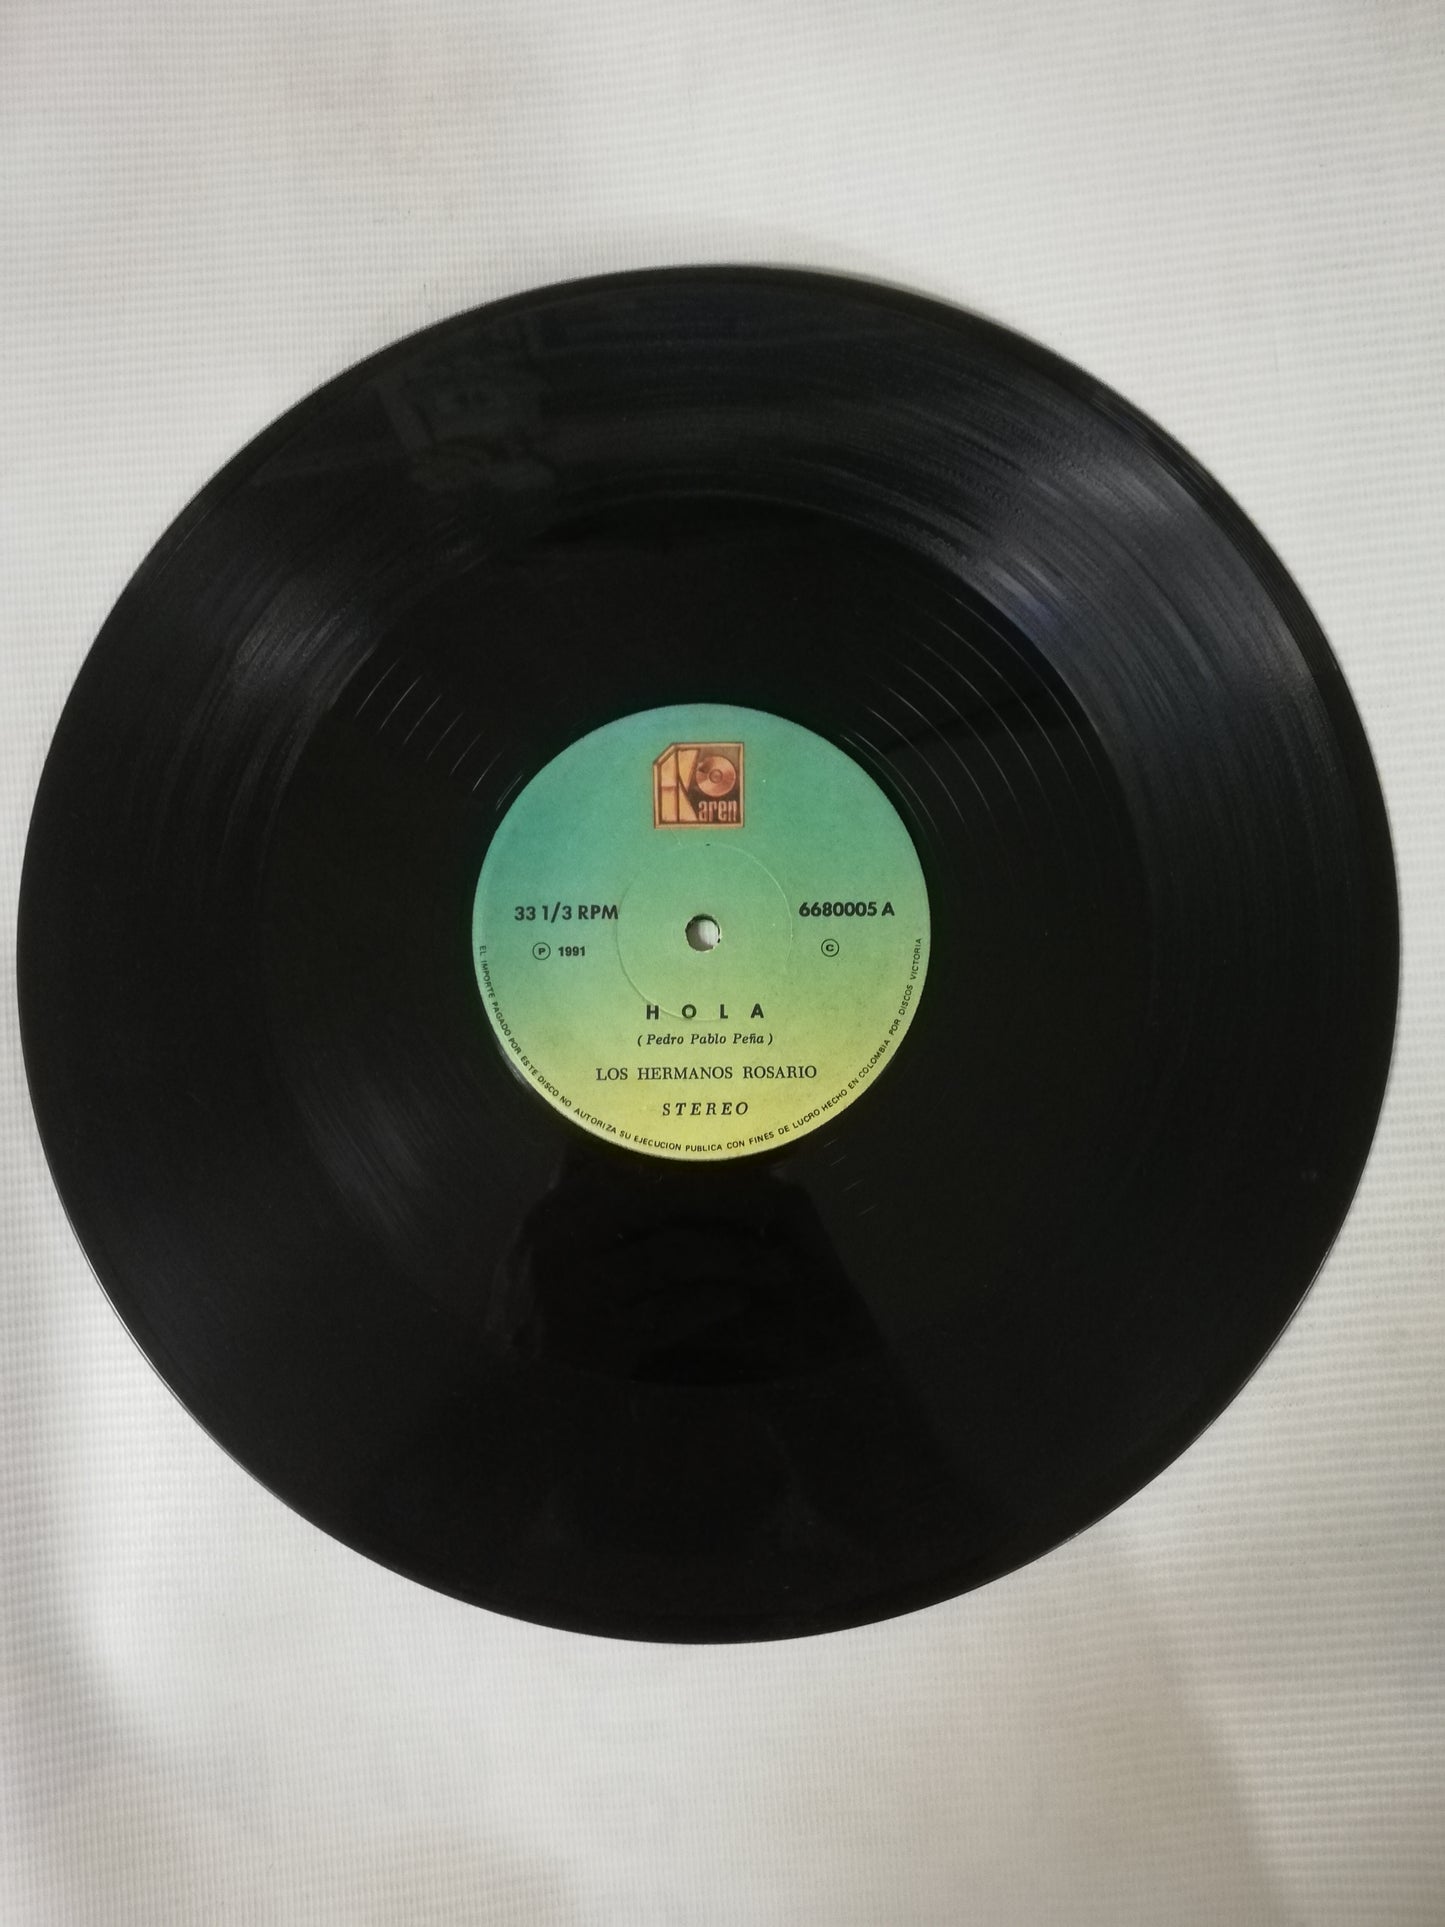 Karen
33 1/3 RPM
6680005 A
Ⓟ 1991
©
HOLA
( Pedro Pablo Peña )
LOS HERMANOS ROSARIO
STEREO
EL IMPORTE PAGADO POR ESTE DISCO NO AUTORIZA SU EJECUCION PUBLICA CON FINES DE LUCRO HECHO EN COLOMBIA POR DISCOS VICTORIA